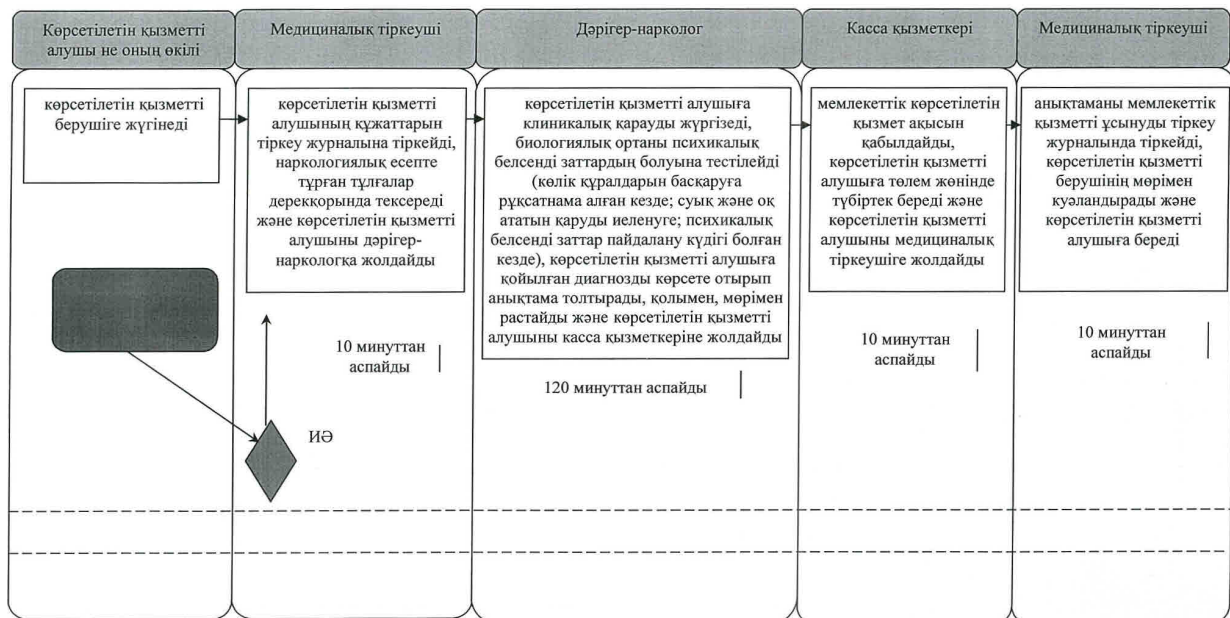 Көрсетілетін қызметті
алушы не оның өкілі
Медициналық тіркеуші
Дәрігер-нарколог
Касса қызметкері
Медициналық тіркеуші
көрсетілетін қызметті
берушіге жүгінеді
көрсетілетін қызметті
алушының құжаттарын
тіркеу журналына тіркейді,
наркологиялық есепте
тұрған тұлғалар
дерекқорында тексереді
және көрсетілетін қызметті
алушыны дәрігер-
наркологқа жолдайды
10 минуттан
аспайды
ИӘ
көрсетілетін қызметті алушыға
клиникалық қарауды жүргізеді,
биологиялық ортаны психикалық
белсенді заттардың болуына тестілейді
(көлік құралдарын басқаруға
рұқсатнама алған кезде; суық және оқ
ататын қаруды иеленуге; психикалық
белсенді заттар пайдалану күдігі болған
кезде), көрсетілетін қызметті алушыға
қойылған диагнозды көрсете отырып
анықтама толтырады, қолымен, мөрімен
растайды және көрсетілетін қызметті
алушыны касса қызметкеріне жолдайды
120 минуттан аспайды
мемлекеттік көрсетілетін
қызмет ақысын
қабылдайды,
көрсетілетін қызметті
алушыға төлем жөнінде
түбіртек береді және
көрсетілетін қызметті
алушыны медициналық
тіркеушіге жолдайды
10 минуттан
аспайды
анықтаманы мемлекеттік
қызметті ұсынуды тіркеу
журналында тіркейді,
көрсетілетін қызметті
берушінің мөрімен
куәландырады және
көрсетілетін қызметті
алушыға береді
10 минуттан
аспайды